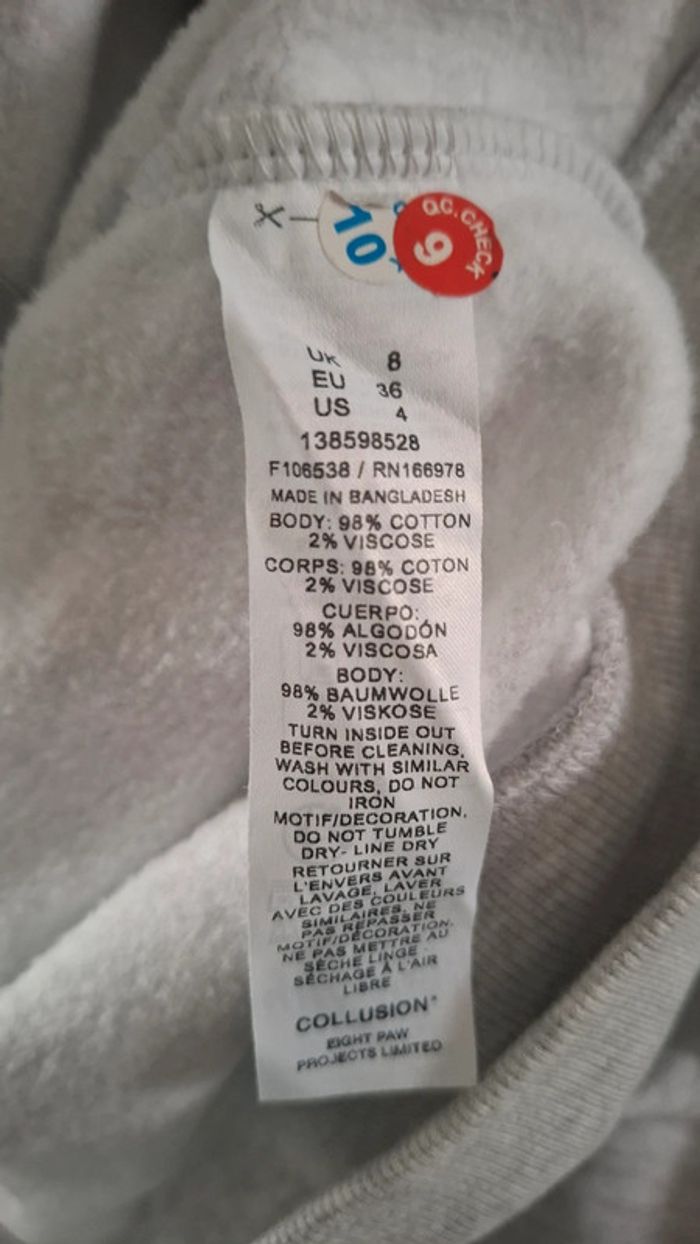 10
Q.C. CHECK
9
UK 8
EU 36
US 4
138598528
F106538 / RN166978
MADE IN BANGLADESH
BODY: 98% COTTON
2% VISCOSE
CORPS: 98% COTON
2% VISCOSE
CUERPO:
98% ALGODÓN
2% VISCOSA
BODY:
98% BAUMWOLLE
2% VISKOSE
TURN INSIDE OUT
BEFORE CLEANING,
WASH WITH SIMILAR
COLOURS, DO NOT
IRON
MOTIF/DECORATION,
DO NOT TUMBLE
DRY- LINE DRY
RETOURNER SUR
L'ENVERS AVANT
LAVAGE, LAVER
AVEC DES COULEURS
SIMILAIRES, NE
PAS REPASSER
MOTIF/DÉCORATION,
NE PAS METTRE AU
SÈCHE LINGE -
SÉCHAGE À L'AIR
LIBRE
COLLUSION®
EIGHT PAW
PROJECTS LIMITED